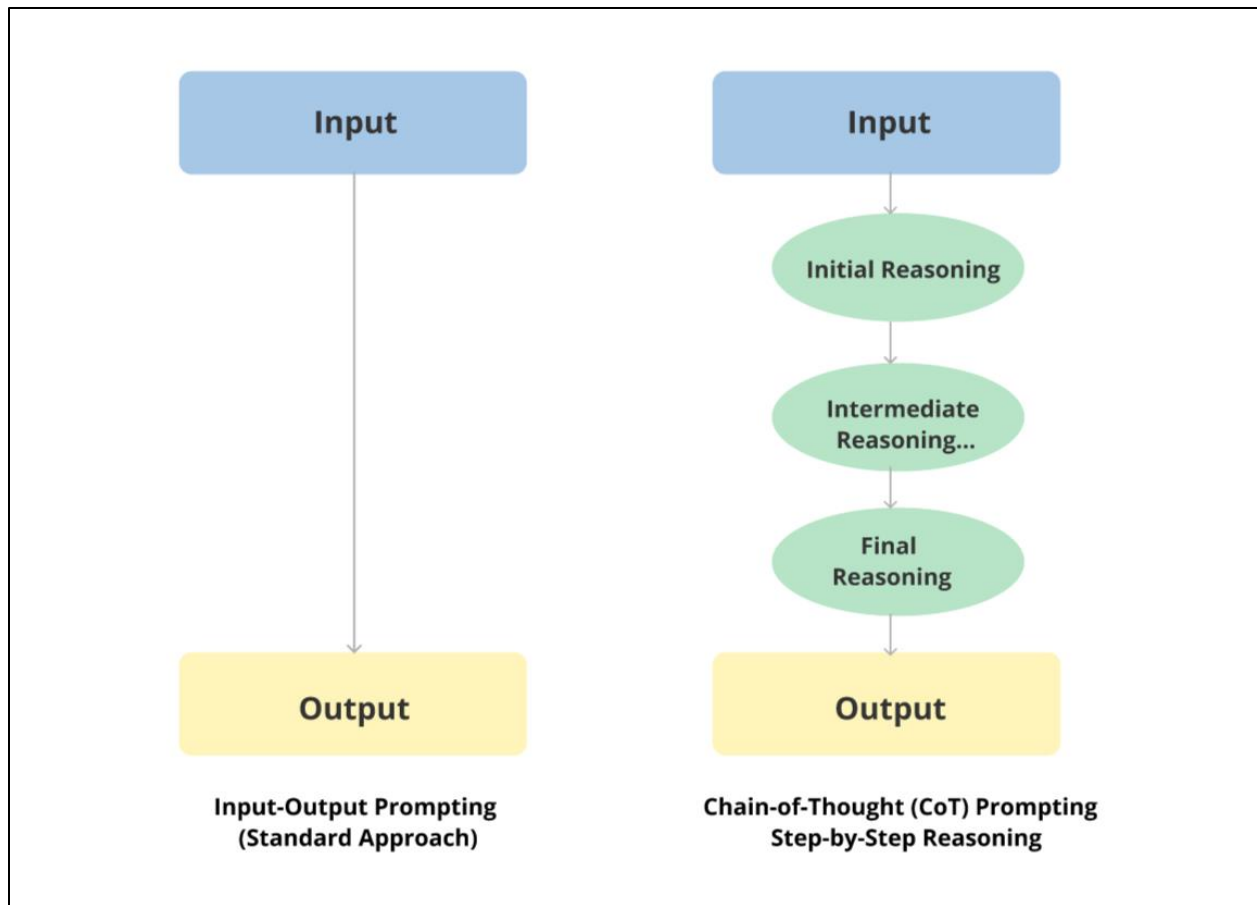 Input
Output
Input-Output Prompting
(Standard Approach)
Input
Initial Reasoning
Intermediate
Reasoning...
Final
Reasoning
Output
Chain-of-Thought (CoT) Prompting
Step-by-Step Reasoning